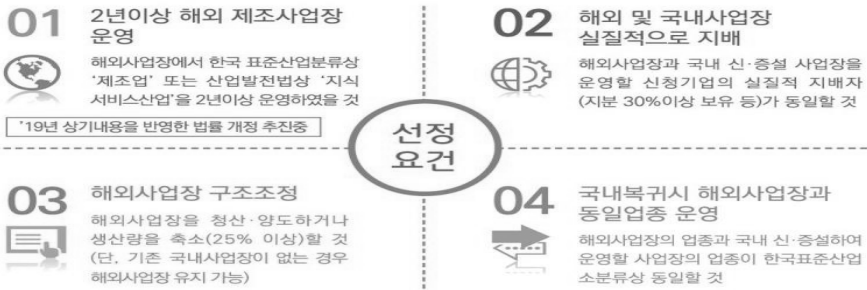 01
2년이상 해외 제조사업장
운영
해외사업장에서 한국 표준산업분류상
'제조업' 또는 산업발전법상 '지식
서비스산업'을 2년이상 운영하였을 것
*19년 상기내용을 반영한 법률 개정 추진중
02
해외 및 국내사업장
실질적으로 지배
해외사업장과 국내 신·증설 사업장을
운영할 신청기업의 실질적 지배자
(지분 30%이상 보유 등)가 동일할 것
선정
요건
03
해외사업장 구조조정
해외사업장을 청산·양도하거나
생산량을 축소(25% 이상)할 것
(단, 기존 국내사업장이 없는 경우
해외사업장 유지 가능)
04
국내복귀시 해외사업장과
동일업종 운영
해외사업장의 업종과 국내 신·증설하여
운영할 사업장의 업종이 한국표준산업
소분류상 동일할 것